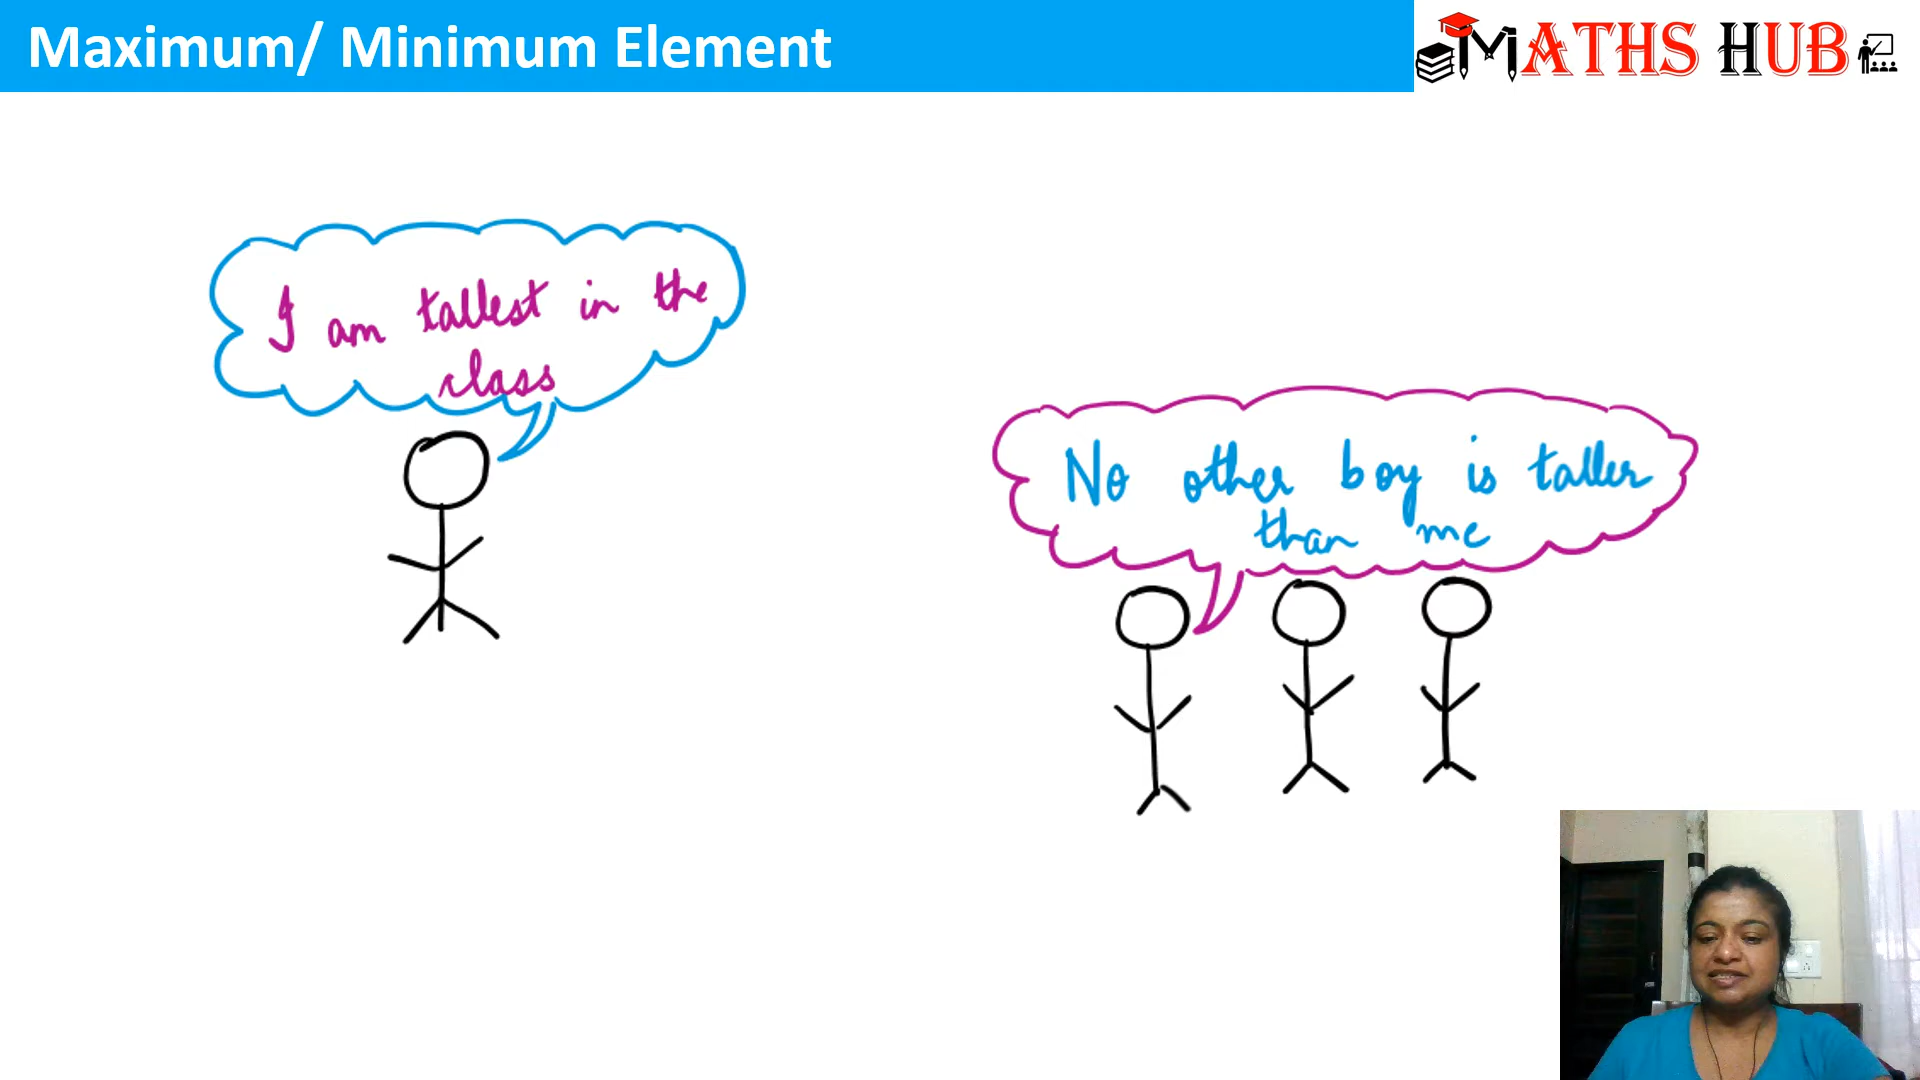 Maximum/ Minimum Element
MATHS HUB
I am tallest in the
class
No other boy is taller
than me